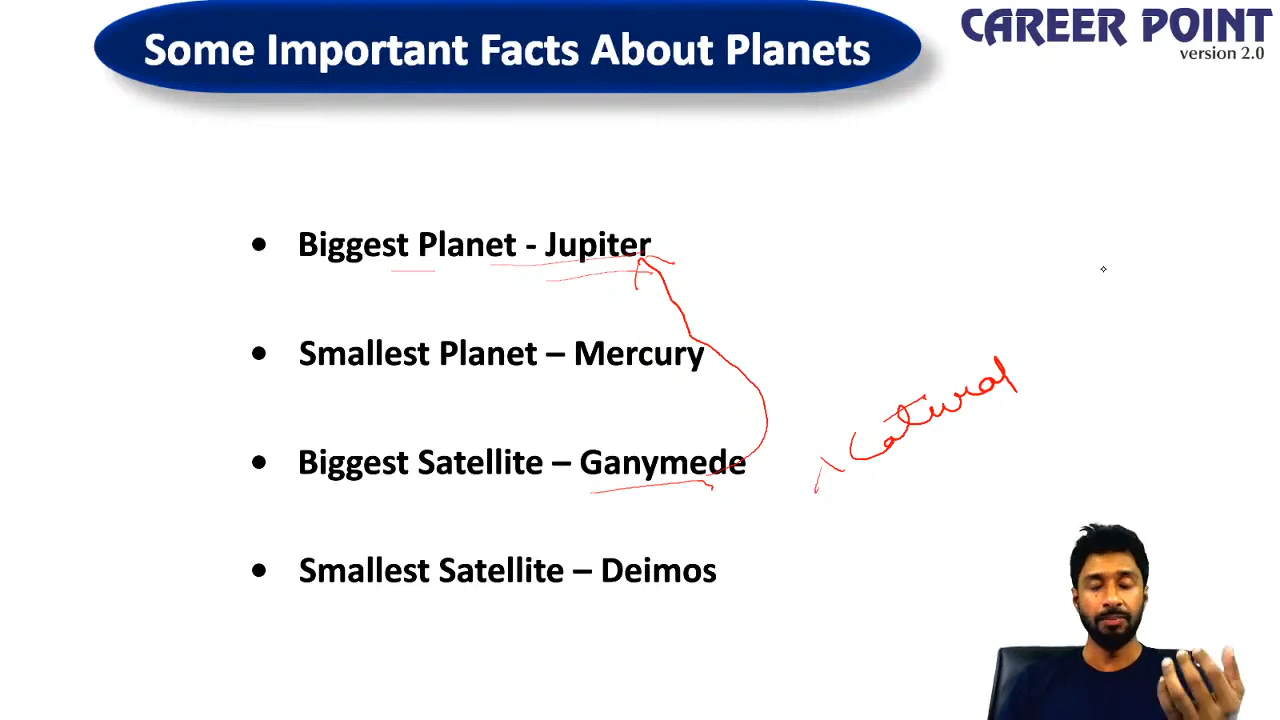 Some Important Facts About Planets
CAREER POINT
version 2.0
• Biggest Planet - Jupiter
• Smallest Planet – Mercury
• Biggest Satellite – Ganymede
Natural
• Smallest Satellite – Deimos